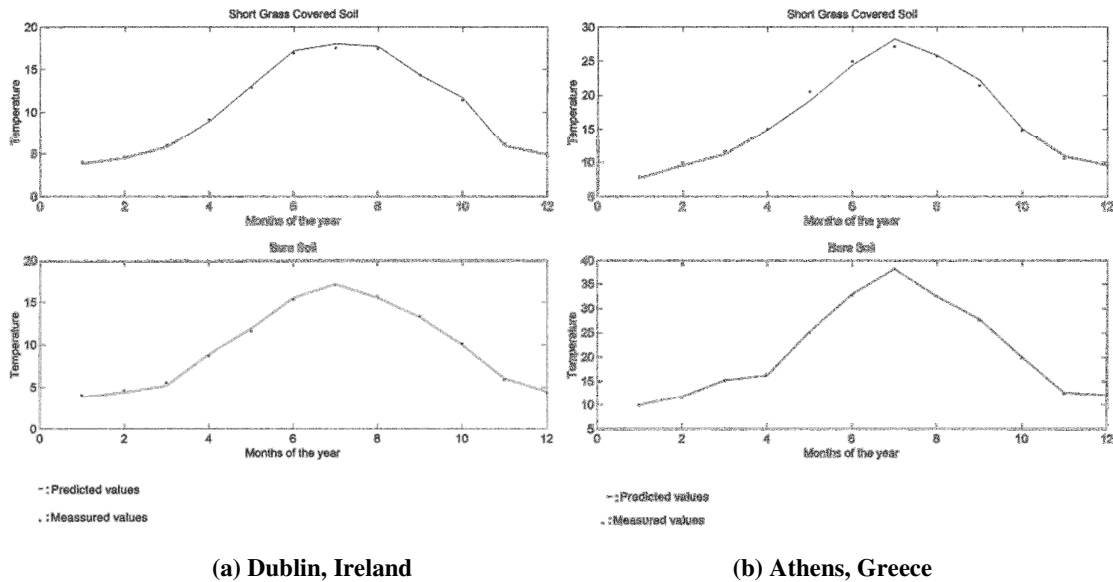 Short Grass Covered Soil
20
15
10
5
0
Temperature
0 2 4 6 8 10 12
Months of the year
Bare Soil
20
15
10
5
0
Temperature
0 2 4 6 8 10 12
Months of the year
-:Predicted values
.:Meassured values
(a) Dublin, Ireland
Short Grass Covered Soil
30
25
20
15
10
5
Temperature
0 2 4 6 8 10 12
Months of the year
Bare Soil
40
35
30
25
20
15
10
5
Temperature
0 2 4 6 8 10 12
Months of the year
-:Predicted values
.:Measured values
(b) Athens, Greece